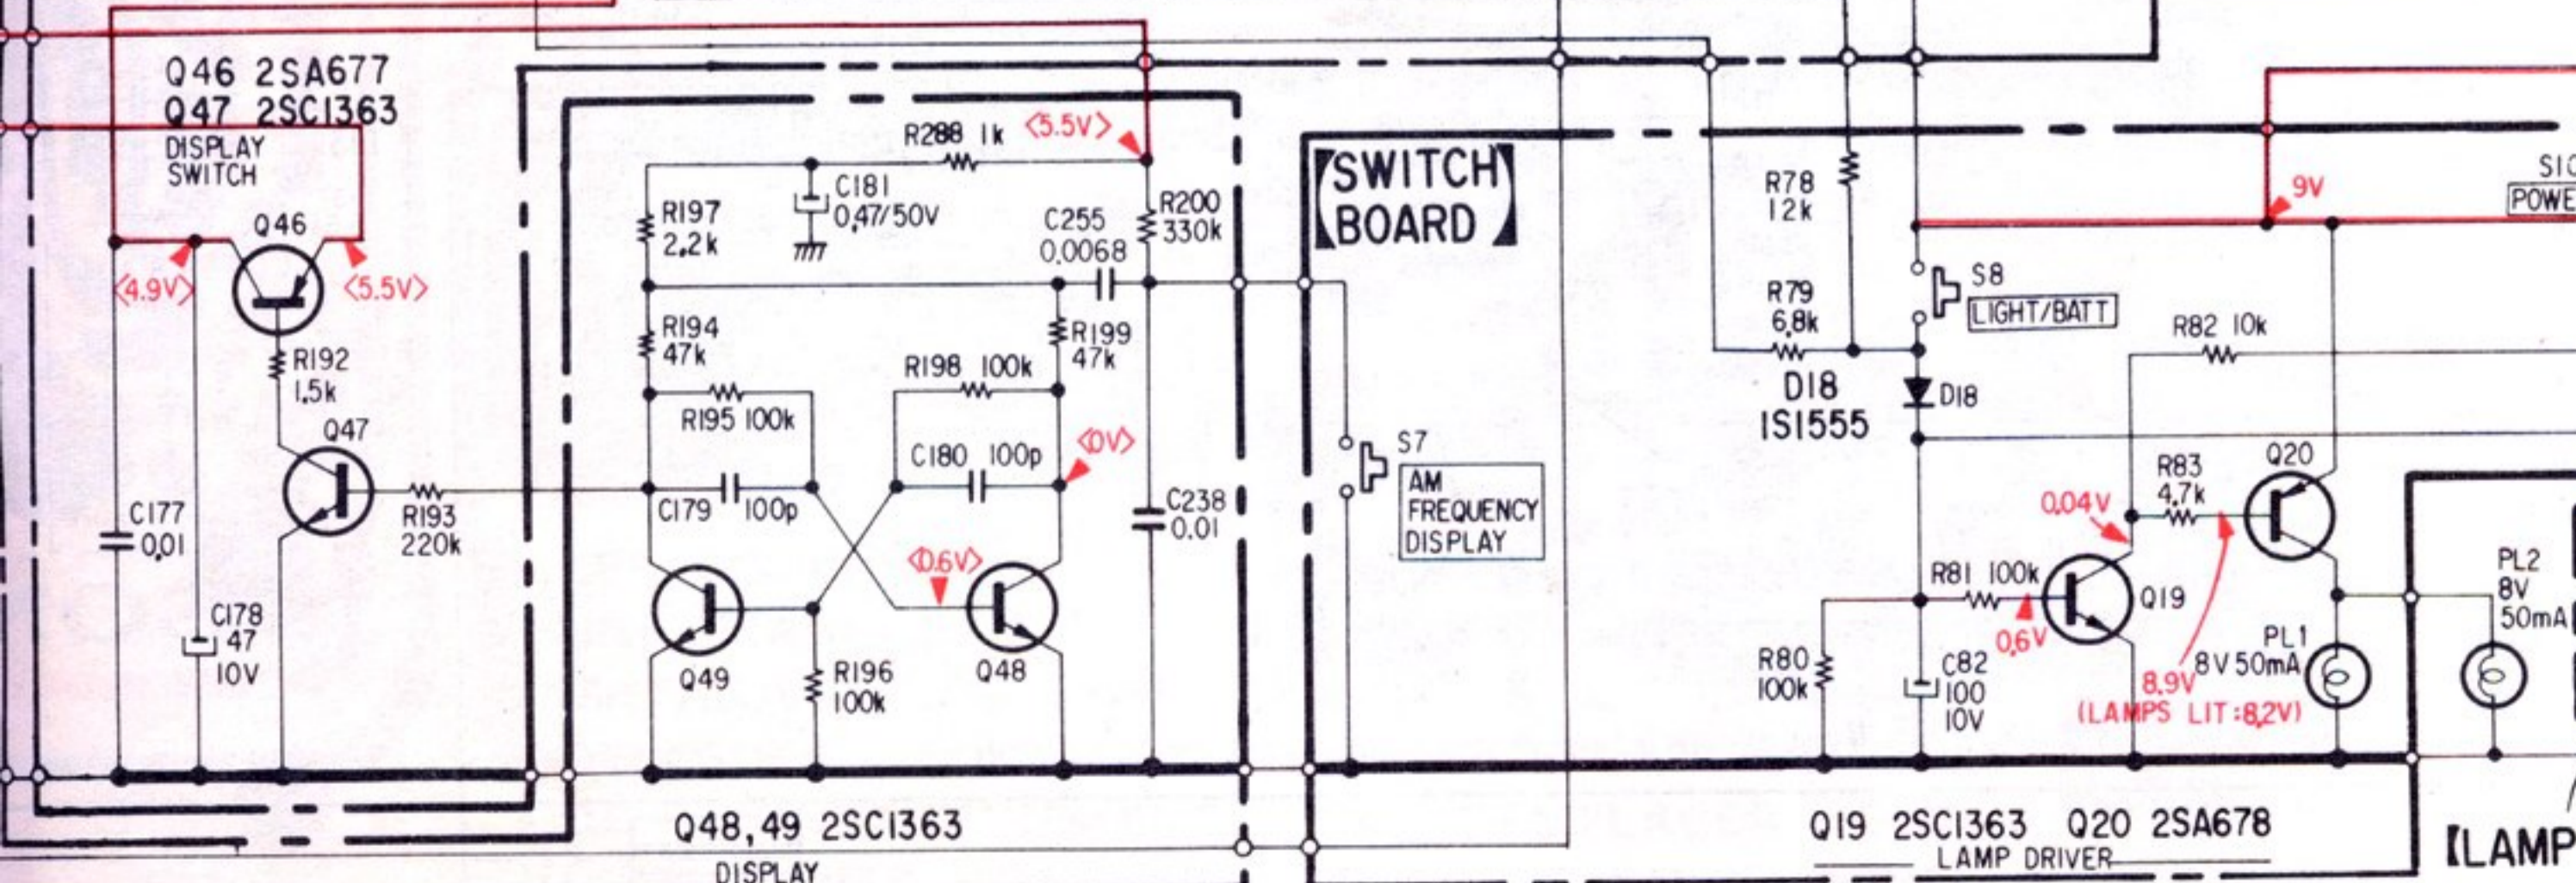 Q46 2SA677
Q47 2SC1363
DISPLAY
SWITCH
Q46
<4.9V>
<5.5V>
R192
1.5k
Q47
R193
220k
C177
0.01
C178
47
10V
R288 1k
<5.5V>
R197
2.2k
C181
0.47/50V
C255
0.0068
R200
330k
R194
47k
R199
47k
R198 100k
R195 100k
C180 100p
<0V>
C179 100p
C238
0.01
<0.6V>
Q49
Q48
R196
100k
Q48,49 2SC1363
DISPLAY
SWITCH
BOARD
S7
AM
FREQUENCY
DISPLAY
R78
12k
R79
6.8k
D18
1S1555
S8
LIGHT/BATT
D18
9V
POWE
R82 10k
R83
4.7k
Q20
0.04V
R81 100k
0.6V
Q19
R80
100k
C82
100
10V
8.9V
(LAMPS LIT:8.2V)
PL1
8V 50mA
PL2
8V
50mA
Q19 2SC1363 Q20 2SA678
LAMP DRIVER
LAMP